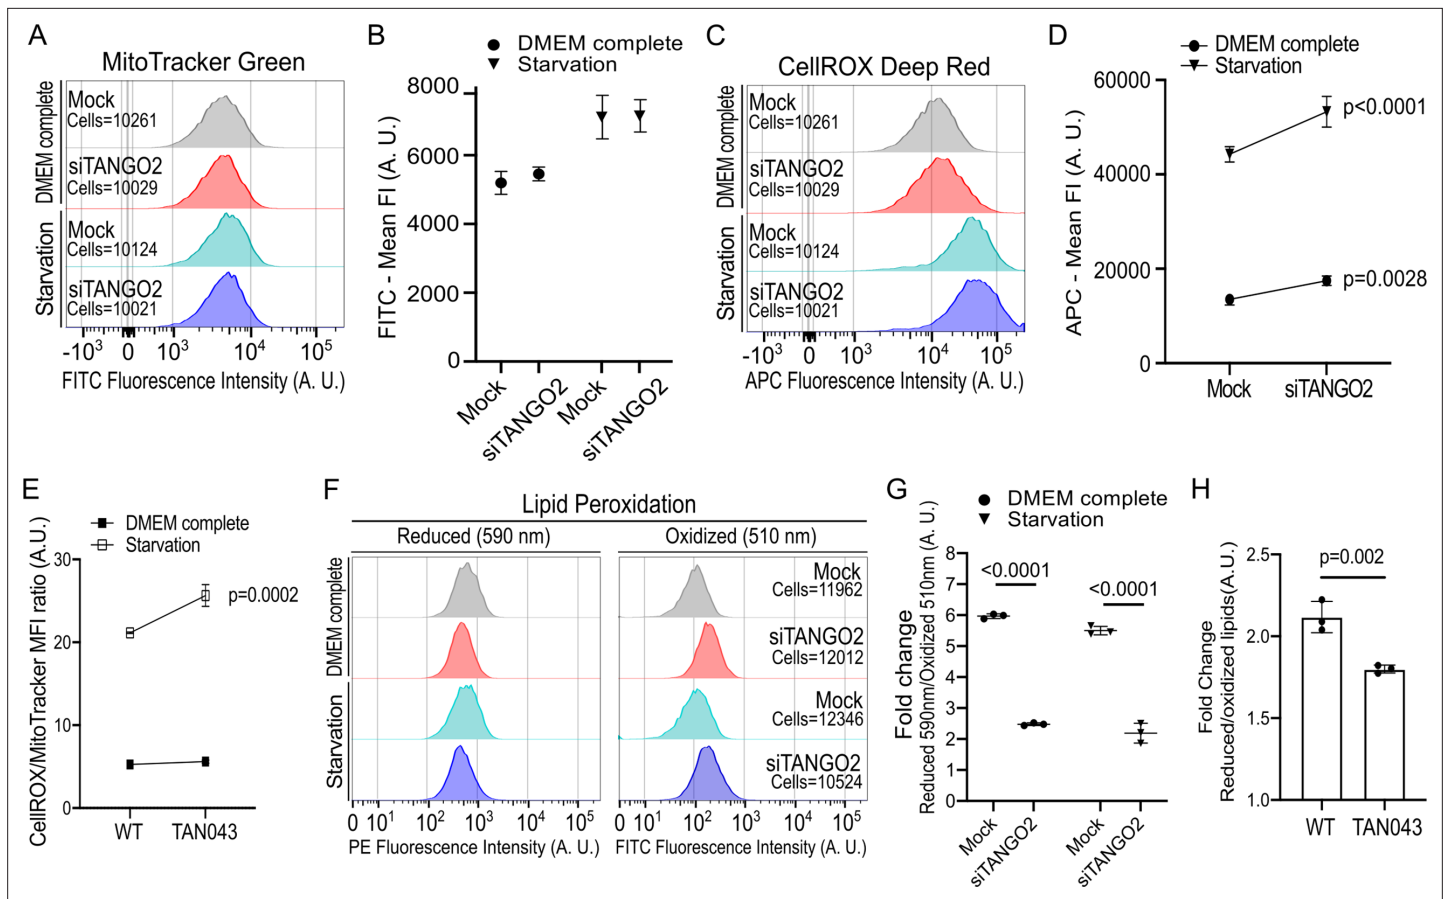 A
MitoTracker Green
DMEM complete
Starvation
Mock
Cells=10261
siTANGO2
Cells=10029
Mock
Cells=10124
siTANGO2
Cells=10021
-10³ 0 10³ 10⁴ 10⁵
FITC Fluorescence Intensity (A. U.)
B
DMEM complete
Starvation
FITC - Mean FI (A. U.)
8000
6000
4000
2000
0
Mock
siTANGO2
Mock
siTANGO2
C
CellROX Deep Red
DMEM complete
Starvation
Mock
Cells=10261
siTANGO2
Cells=10029
Mock
Cells=10124
siTANGO2
Cells=10021
-10³ 0 10³ 10⁴ 10⁵
APC Fluorescence Intensity (A. U.)
D
DMEM complete
Starvation
APC - Mean FI (A. U.)
60000
40000
20000
0
p<0.0001
p=0.0028
Mock siTANGO2
E
DMEM complete
Starvation
CellROX/MitoTracker MFI ratio (A.U.)
30
20
10
0
p=0.0002
WT TAN043
F
Lipid Peroxidation
Reduced (590 nm) Oxidized (510 nm)
DMEM complete
Starvation
Mock
Cells=11962
siTANGO2
Cells=12012
Mock
Cells=12346
siTANGO2
Cells=10524
0 10 10² 10³ 10⁴ 10⁵
0 10 10² 10³ 10⁴ 10⁵
PE Fluorescence Intensity (A. U.)
FITC Fluorescence Intensity (A. U.)
G
DMEM complete
Starvation
Fold change
Reduced 590nm/Oxidized 510nm (A. U.)
8
7
6
5
4
3
2
1
0
<0.0001
<0.0001
Mock
siTANGO2
Mock
siTANGO2
H
Fold Change
Reduced/oxidized lipids(A.U.)
2.5
2.0
1.5
1.0
p=0.002
WT TAN043